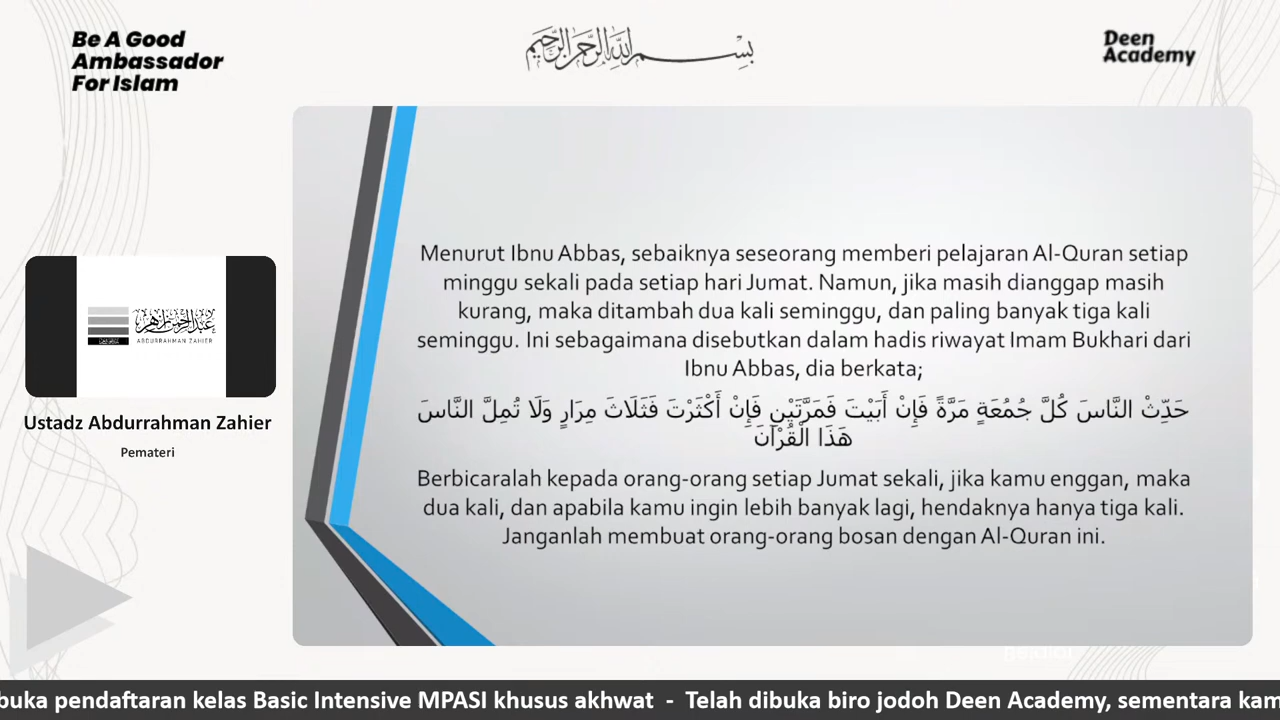 Be A Good
Ambassador
For Islam
بسم الله الرحمن الرحيم
Deen
Academy
ABDURRAHMAN ZAHIER
Ustadz Abdurrahman Zahier
Pemateri
Menurut Ibnu Abbas, sebaiknya seseorang memberi pelajaran Al-Quran setiap
minggu sekali pada setiap hari Jumat. Namun, jika masih dianggap masih
kurang, maka ditambah dua kali seminggu, dan paling banyak tiga kali
seminggu. Ini sebagaimana disebutkan dalam hadis riwayat Imam Bukhari dari
Ibnu Abbas, dia berkata;
حَدِّثْ النَّاسَ كُلَّ جُمُعَةٍ مَرَّةً فَإِنْ أَبَيْتَ فَمَرَّتَيْنِ فَإِنْ أَكْثَرْتَ فَثَلَاثَ مِرَارٍ وَلَا تُمِلَّ النَّاسَ
هَذَا الْقُرْآنَ
Berbicaralah kepada orang-orang setiap Jumat sekali, jika kamu enggan, maka
dua kali, dan apabila kamu ingin lebih banyak lagi, hendaknya hanya tiga kali.
Janganlah membuat orang-orang bosan dengan Al-Quran ini.
buka pendaftaran kelas Basic Intensive MPASI khusus akhwat - Telah dibuka biro jodoh Deen Academy, sementara kam